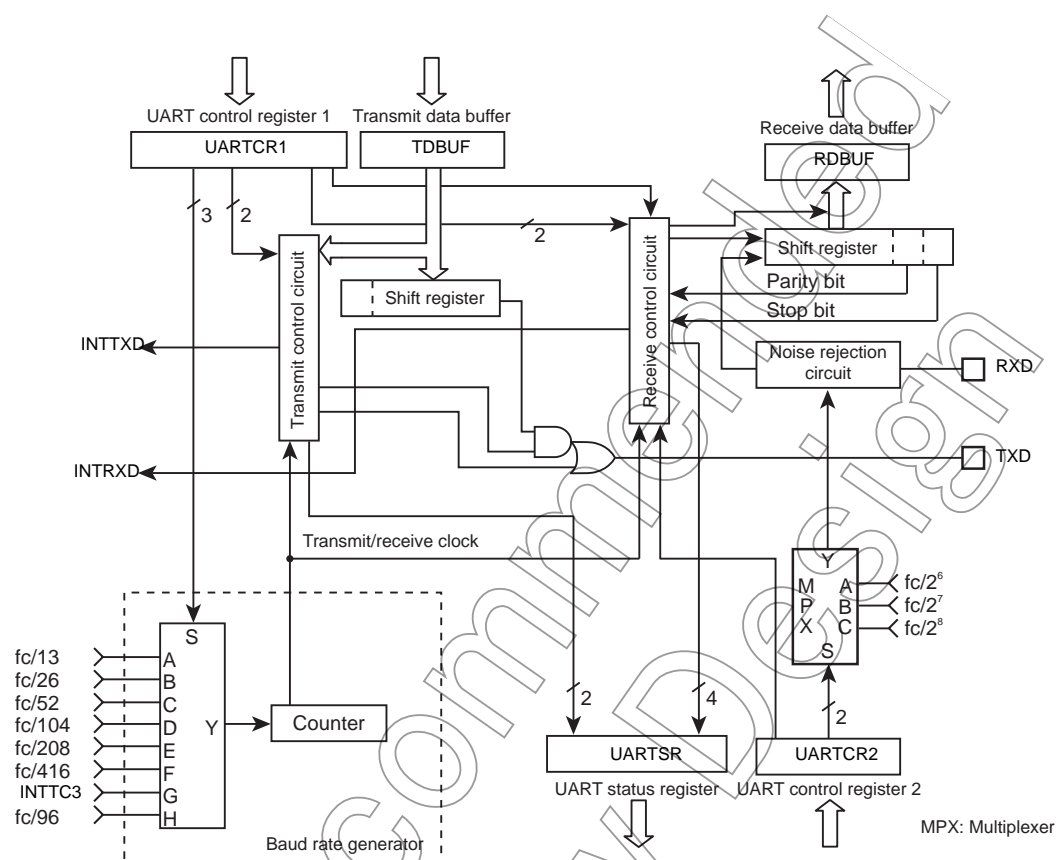 UART control register 1
Transmit data buffer
Receive data buffer
UARTCR1
TDBUF
RDBUF
3
2
2
Transmit control circuit
Shift register
Receive control circuit
Shift register
Parity bit
Stop bit
INTTXD
Noise rejection
circuit
RXD
INTRXD
TXD
Transmit/receive clock
Y
M A
P B
X C
S
fc/2⁶
fc/2⁷
fc/2⁸
S
fc/13
fc/26
fc/52
fc/104
fc/208
fc/416
INTTC3
fc/96
A
B
C
D
E
F
G
H
Y
Counter
Baud rate generator
2
4
2
UARTSR
UARTCR2
UART status register
UART control register 2
MPX: Multiplexer